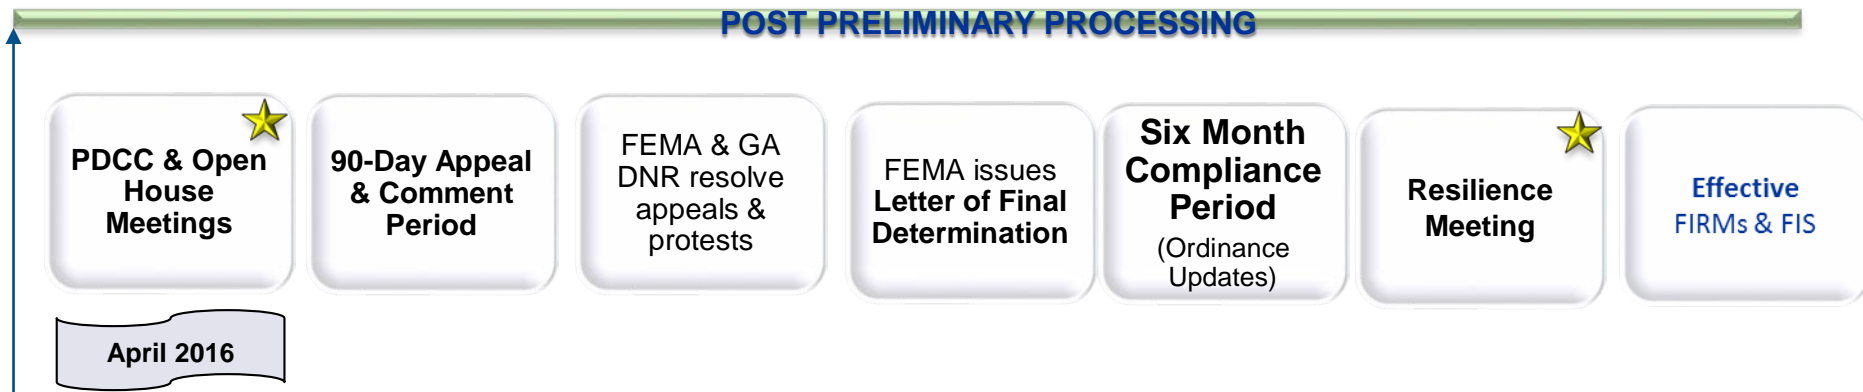 POST PRELIMINARY PROCESSING
PDCC & Open
House
Meetings
90-Day Appeal
& Comment
Period
FEMA & GA
DNR resolve
appeals &
protests
FEMA issues
Letter of Final
Determination
Six Month
Compliance
Period
(Ordinance
Updates)
Resilience
Meeting
Effective
FIRMs & FIS
April 2016